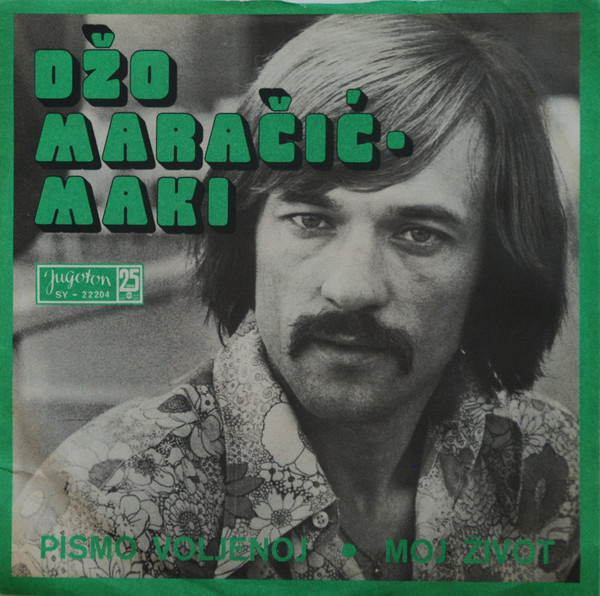 DŽO
MARAČIĆ-
MAKI
Jugoton 25
SY - 22204
PISMO VOLJENOJ • MOJ ŽIVOT